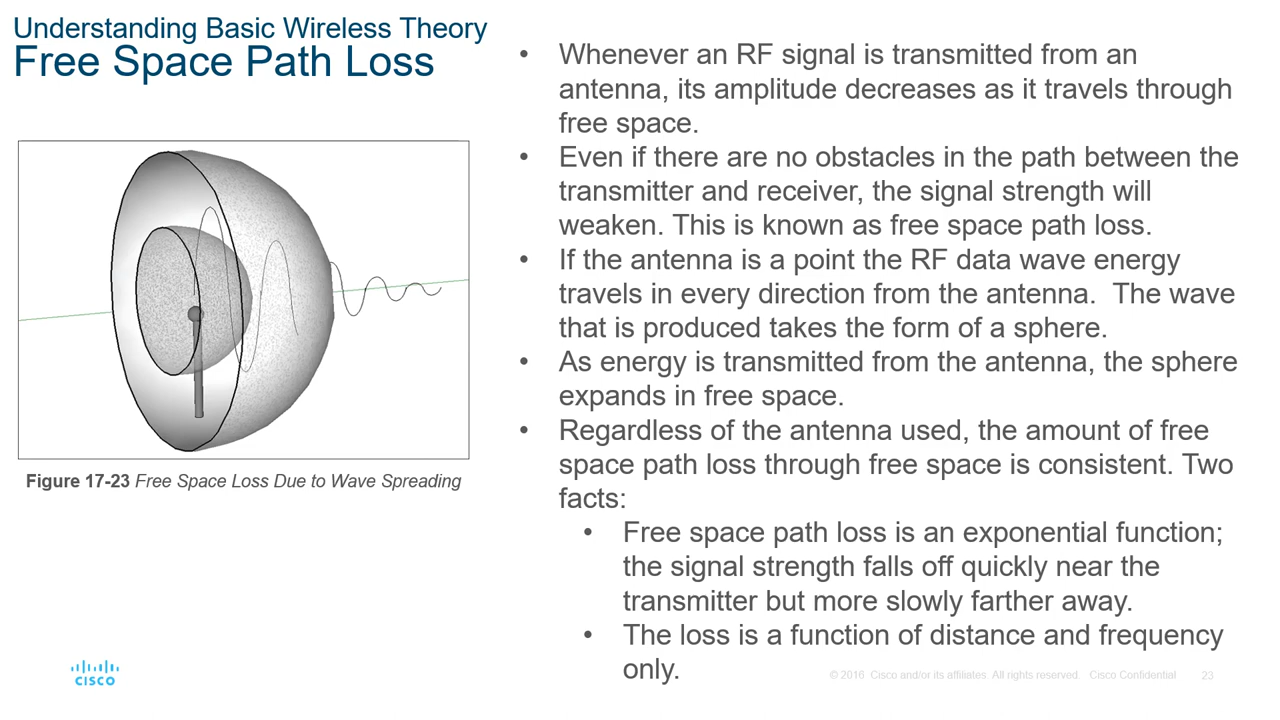 Understanding Basic Wireless Theory
Free Space Path Loss
• Whenever an RF signal is transmitted from an
antenna, its amplitude decreases as it travels through
free space.
• Even if there are no obstacles in the path between the
transmitter and receiver, the signal strength will
weaken. This is known as free space path loss.
• If the antenna is a point the RF data wave energy
travels in every direction from the antenna.  The wave
that is produced takes the form of a sphere.
• As energy is transmitted from the antenna, the sphere
expands in free space.
• Regardless of the antenna used, the amount of free
space path loss through free space is consistent. Two
facts:
• Free space path loss is an exponential function;
the signal strength falls off quickly near the
transmitter but more slowly farther away.
• The loss is a function of distance and frequency
only.
Figure 17-23 Free Space Loss Due to Wave Spreading
CISCO
© 2016 Cisco and/or its affiliates. All rights reserved. Cisco Confidential
23